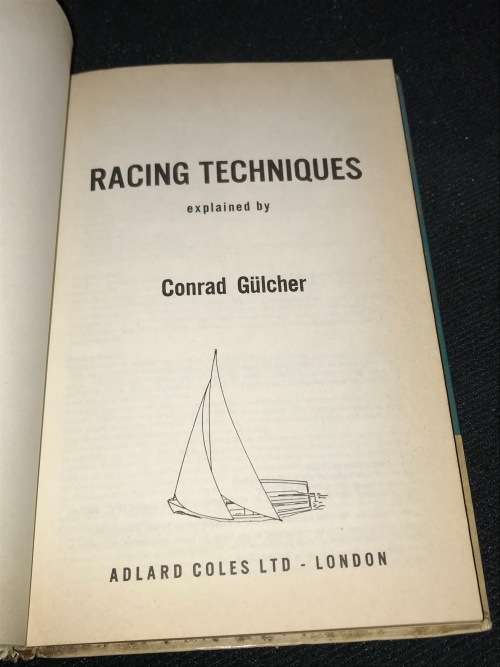 RACING TECHNIQUES
explained by
Conrad Gülcher
ADLARD COLES LTD - LONDON